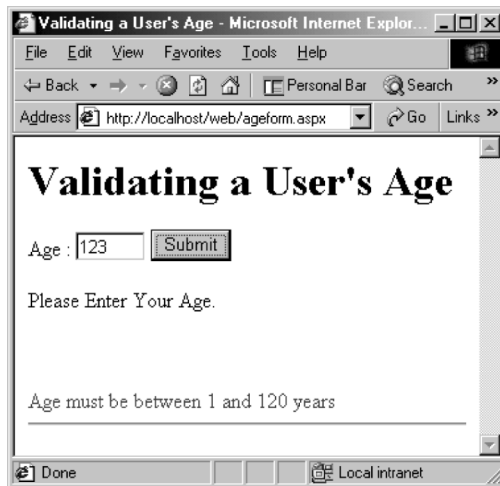 Validating a User's Age - Microsoft Internet Explor...
File Edit View Favorites Tools Help
Back Personal Bar Search »
Address http://localhost/web/ageform.aspx Go Links »
Validating a User's Age
Age : 123 Submit
Please Enter Your Age.
Age must be between 1 and 120 years
Done Local intranet